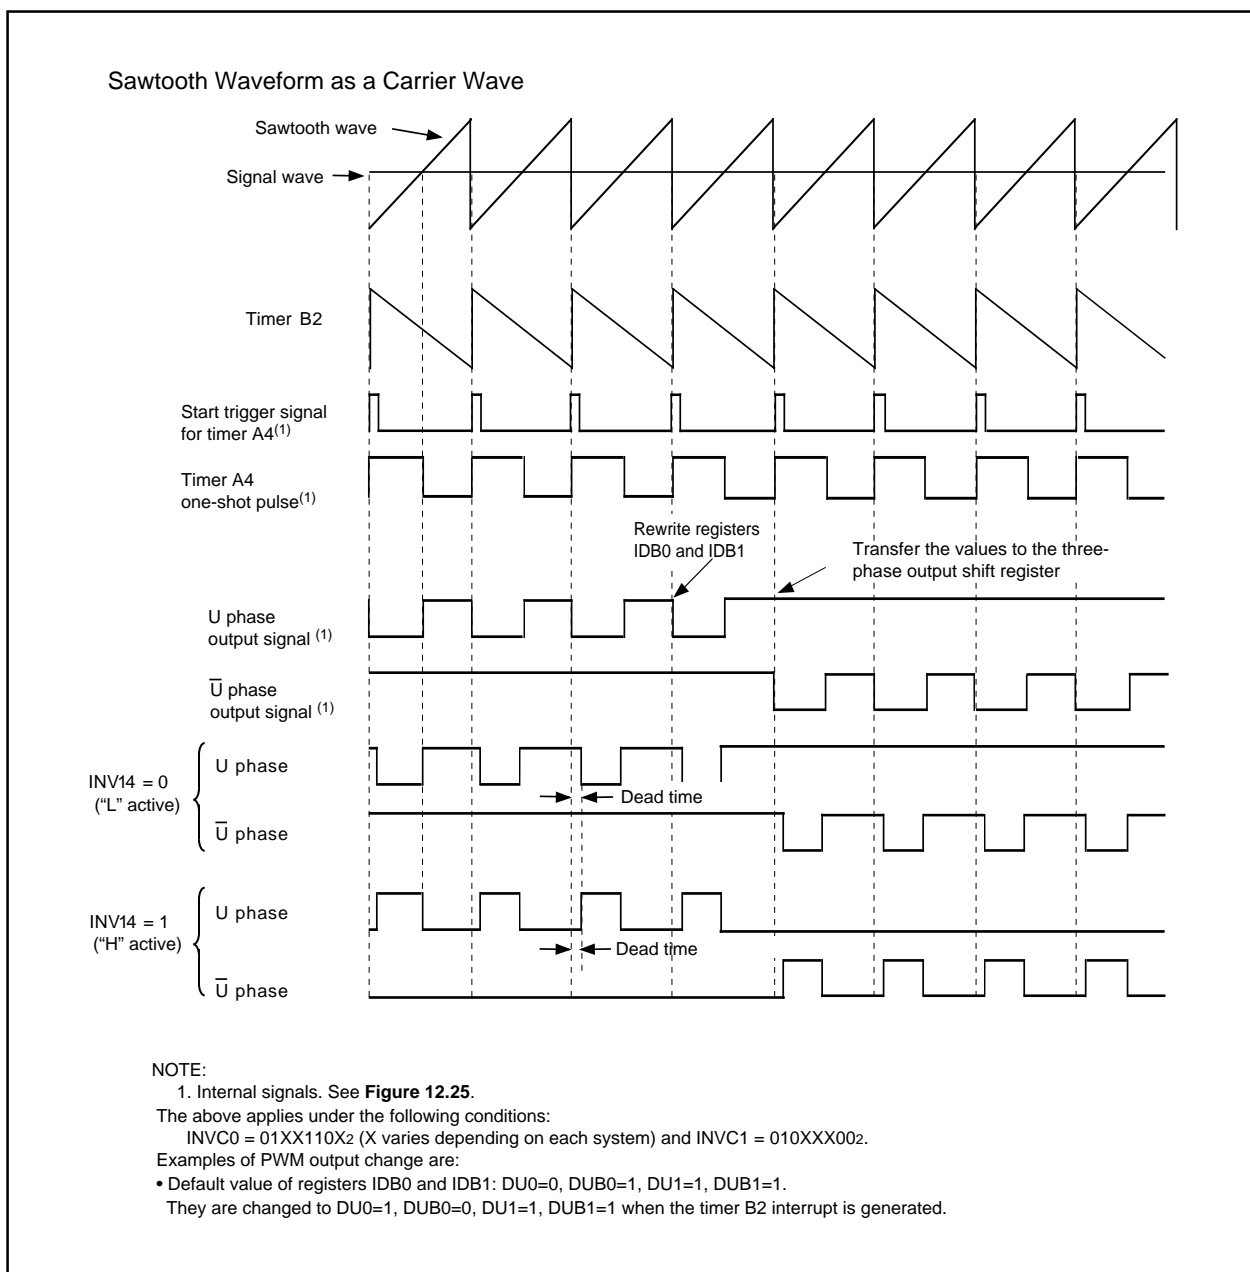 Sawtooth Waveform as a Carrier Wave
Sawtooth wave
Signal wave
Timer B2
Start trigger signal
for timer A4(1)
Timer A4
one-shot pulse(1)
Rewrite registers
IDB0 and IDB1
Transfer the values to the three-
phase output shift register
U phase
output signal (1)
U̅ phase
output signal (1)
INV14 = 0
(“L” active)
U phase
Dead time
U̅ phase
INV14 = 1
(“H” active)
U phase
Dead time
U̅ phase
NOTE:
1. Internal signals. See Figure 12.25.
The above applies under the following conditions:
INVC0 = 01XX110X2 (X varies depending on each system) and INVC1 = 010XXX002.
Examples of PWM output change are:
• Default value of registers IDB0 and IDB1: DU0=0, DUB0=1, DU1=1, DUB1=1.
They are changed to DU0=1, DUB0=0, DU1=1, DUB1=1 when the timer B2 interrupt is generated.